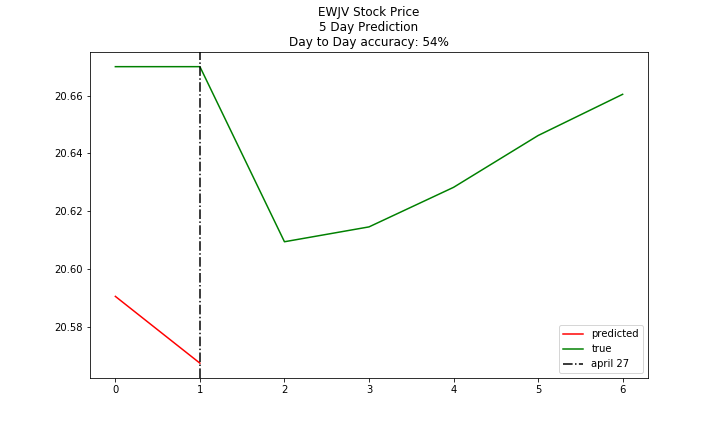 EWJV Stock Price
5 Day Prediction
Day to Day accuracy: 54%
20.66
20.64
20.62
20.60
20.58
0 1 2 3 4 5 6
predicted
true
april 27